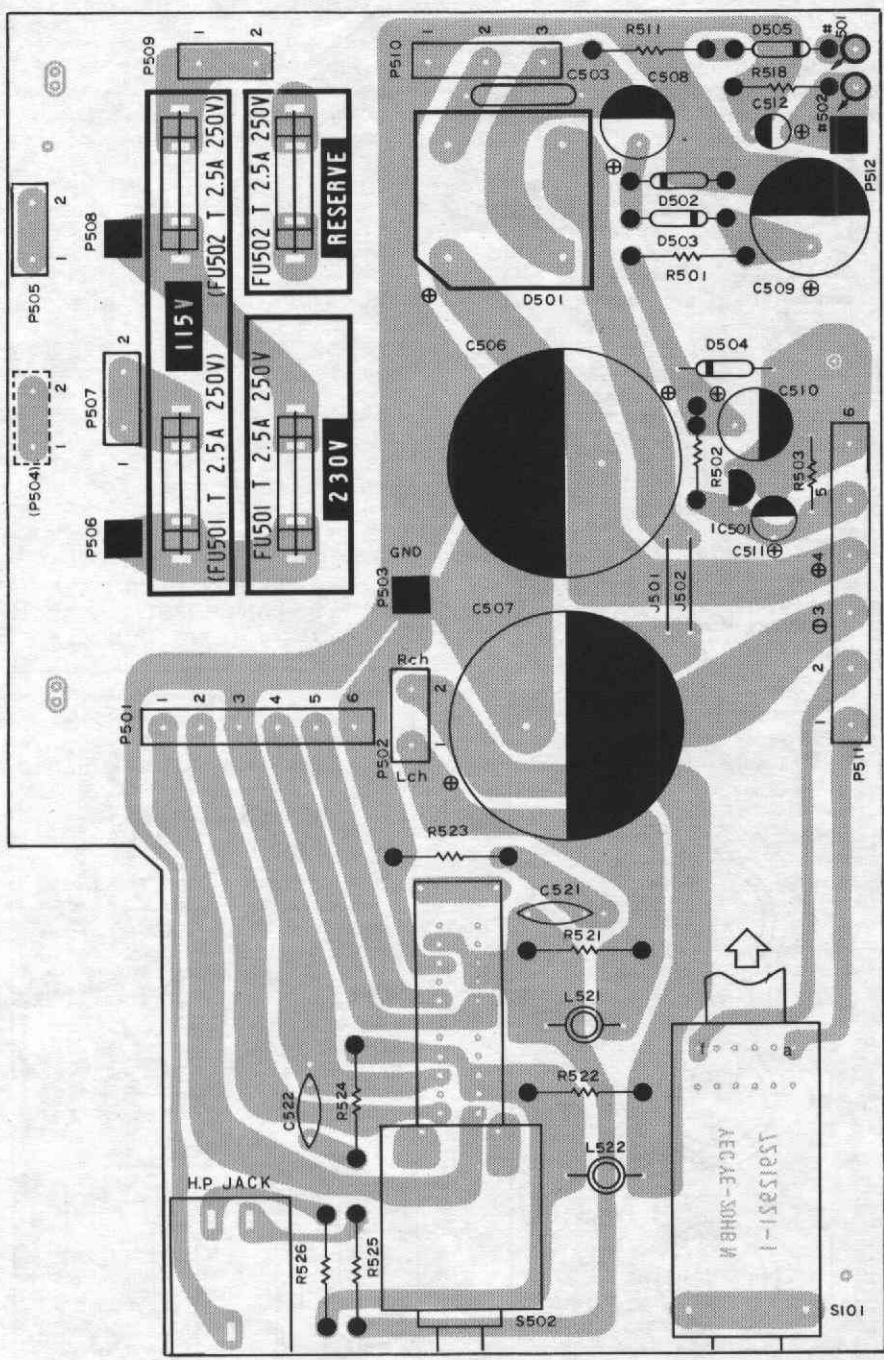 P509
1
2
P510
1
2
3
R511
D505
#501
R518
C503
C508
C512
#502
P512
(FU502 T 2.5A 250V)
FU502 T 2.5A 250V
RESERVE
D502
D503
R501
C509
D501
P505
1
2
P508
115V
C506
D504
C510
(P504)
1
2
P507
1
2
P506
(FU501 T 2.5A 250V)
FU501 T 2.5A 250V
230V
R502
R503
IC501
C511
6
5
4
3
2
1
P511
GND
P503
C507
J501
J502
P501
1
2
3
4
5
6
Rch
2
1
P502
Lch
R523
C521
R521
L521
R522
L522
C522
R524
H.P JACK
R526
R525
S502
f
a
72912921-1
YECYE-20HBN
S101